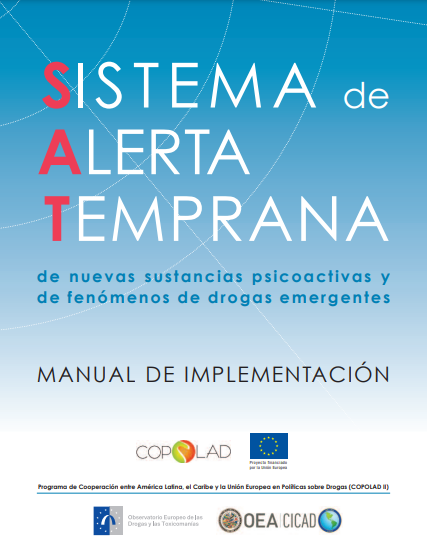 SISTEMA de
ALERTA
TEMPRANA
de nuevas sustancias psicoactivas y
de fenómenos de drogas emergentes
MANUAL DE IMPLEMENTACIÓN
COPOLAD
Proyecto financiado
por la Unión Europea
Programa de Cooperación entre América Latina, el Caribe y la Unión Europea en Políticas sobre Drogas (COPOLAD II)
Observatorio Europeo de las
Drogas y las Toxicomanías
OEA CICAD